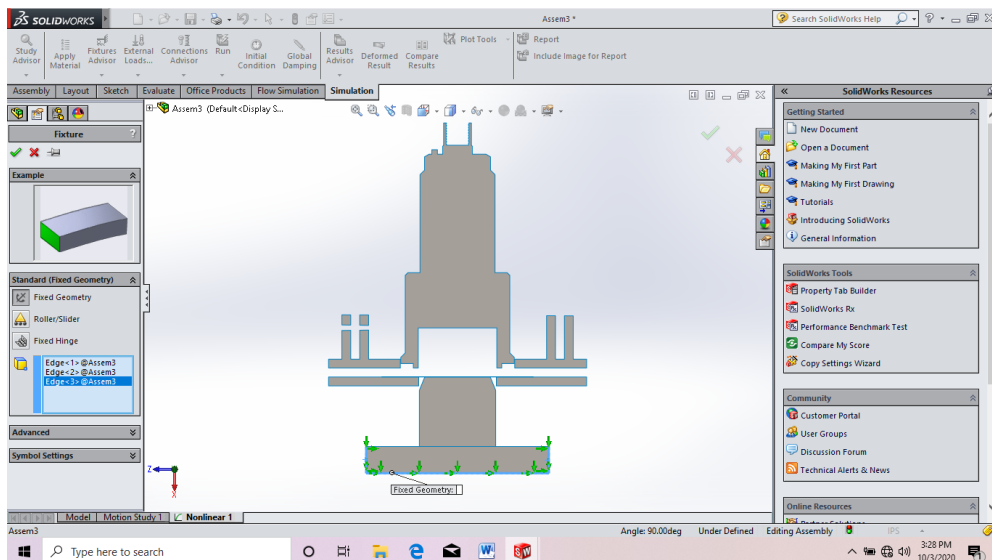 SOLIDWORKS
Assem3 *
Search SolidWorks Help
Study Advisor
Apply Material
Fixtures Advisor
External Loads...
Connections Advisor
Run
Initial Condition
Global Damping
Results Advisor
Deformed Result
Compare Results
Plot Tools
Report
Include Image for Report
Assembly Layout Sketch Evaluate Office Products Flow Simulation Simulation
Assem3 (Default<Display S...
Fixture
?
Example
Standard (Fixed Geometry)
Fixed Geometry
Roller/Slider
Fixed Hinge
Edge<1>@Assem3
Edge<2>@Assem3
Edge<3>@Assem3
Advanced
Symbol Settings
Z
X
Fixed Geometry:
SolidWorks Resources
Getting Started
New Document
Open a Document
Making My First Part
Making My First Drawing
Tutorials
Introducing SolidWorks
General Information
SolidWorks Tools
Property Tab Builder
SolidWorks Rx
Performance Benchmark Test
Compare My Score
Copy Settings Wizard
Community
Customer Portal
User Groups
Discussion Forum
Technical Alerts & News
Online Resources
Model Motion Study 1 Nonlinear 1
Assem3
Angle: 90.00deg Under Defined Editing Assembly IPS
Type here to search
3:28 PM
10/3/2020